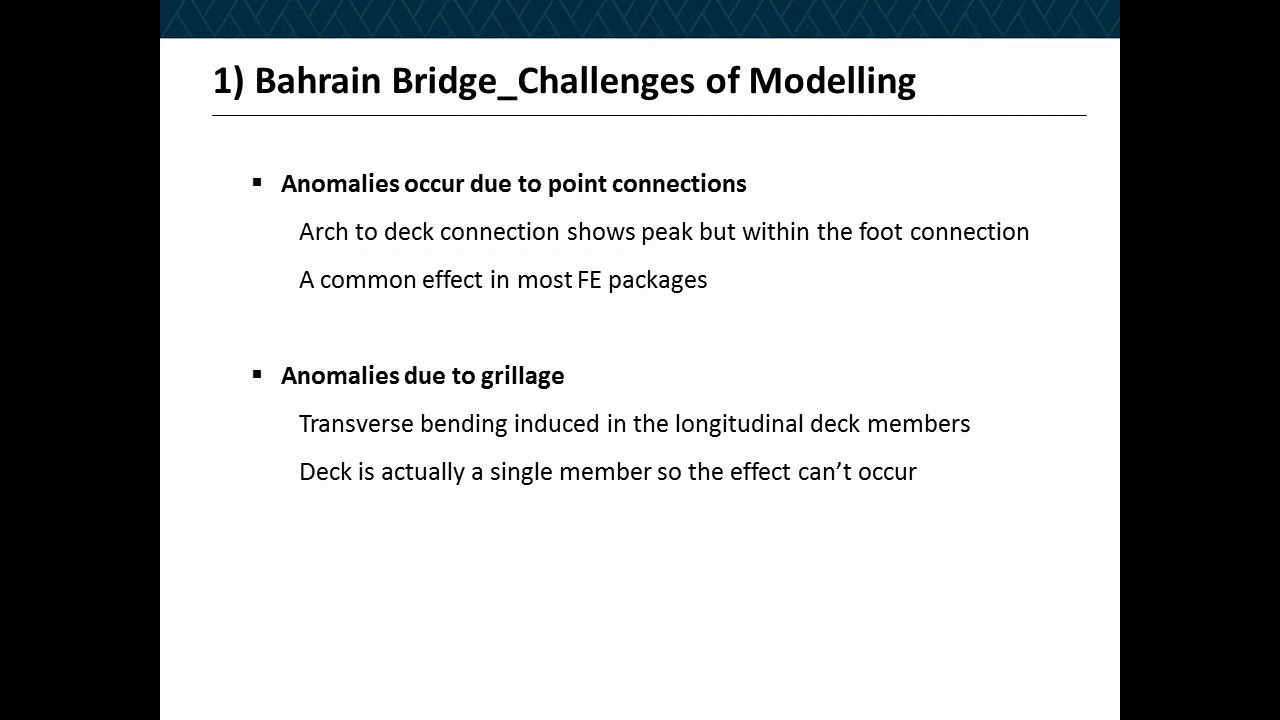 1) Bahrain Bridge_Challenges of Modelling
▪ Anomalies occur due to point connections
Arch to deck connection shows peak but within the foot connection
A common effect in most FE packages
▪ Anomalies due to grillage
Transverse bending induced in the longitudinal deck members
Deck is actually a single member so the effect can’t occur